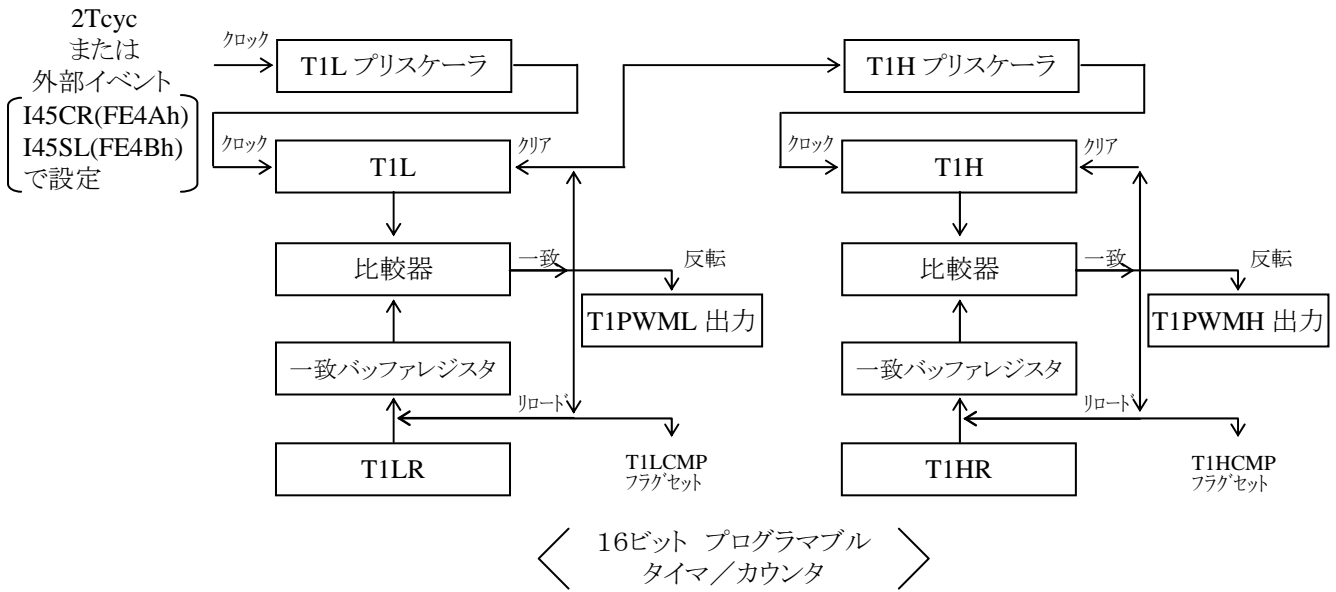 2Tcyc
または
外部イベント
I45CR(FE4Ah)
I45SL(FE4Bh)
で設定
クロック
T1L プリスケーラ
クロック
T1L
クリア
比較器
一致
反転
T1PWML 出力
一致バッファレジスタ
リロード
T1LR
T1LCMP
フラグセット
T1H プリスケーラ
クロック
T1H
クリア
比較器
一致
反転
T1PWMH 出力
一致バッファレジスタ
リロード
T1HR
T1HCMP
フラグセット
16ビット プログラマブル
タイマ/カウンタ